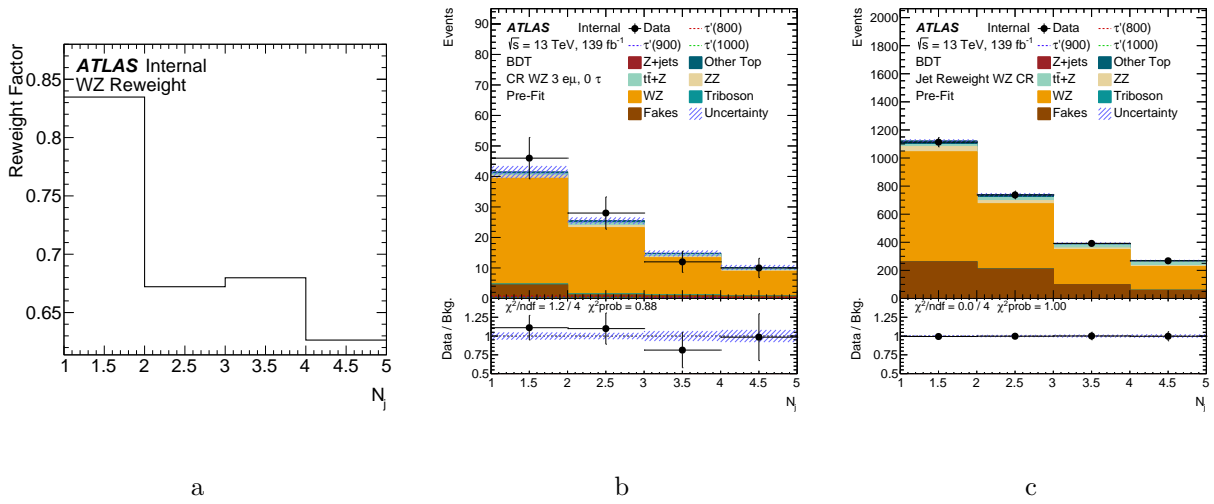 ATLAS Internal
WZ Reweight
Reweight Factor
0.85
0.8
0.75
0.7
0.65
1 1.5 2 2.5 3 3.5 4 4.5 5
N_j
a
Events
90
80
70
60
50
40
30
20
10
0
ATLAS Internal
√s = 13 TeV, 139 fb⁻¹
BDT
CR WZ 3 eμ, 0 τ
Pre-Fit
Data τ'(800)
τ'(900) τ'(1000)
Z+jets Other Top
tt̄+Z ZZ
WZ Triboson
Fakes Uncertainty
χ²/ndf = 1.2 / 4 χ²prob = 0.88
Data / Bkg.
1.25
1
0.75
0.5
1 1.5 2 2.5 3 3.5 4 4.5 5
N_j
b
Events
2000
1800
1600
1400
1200
1000
800
600
400
200
0
ATLAS Internal
√s = 13 TeV, 139 fb⁻¹
BDT
Jet Reweight WZ CR
Pre-Fit
Data τ'(800)
τ'(900) τ'(1000)
Z+jets Other Top
tt̄+Z ZZ
WZ Triboson
Fakes Uncertainty
χ²/ndf = 0.0 / 4 χ²prob = 1.00
Data / Bkg.
1.25
1
0.75
0.5
1 1.5 2 2.5 3 3.5 4 4.5 5
N_j
c